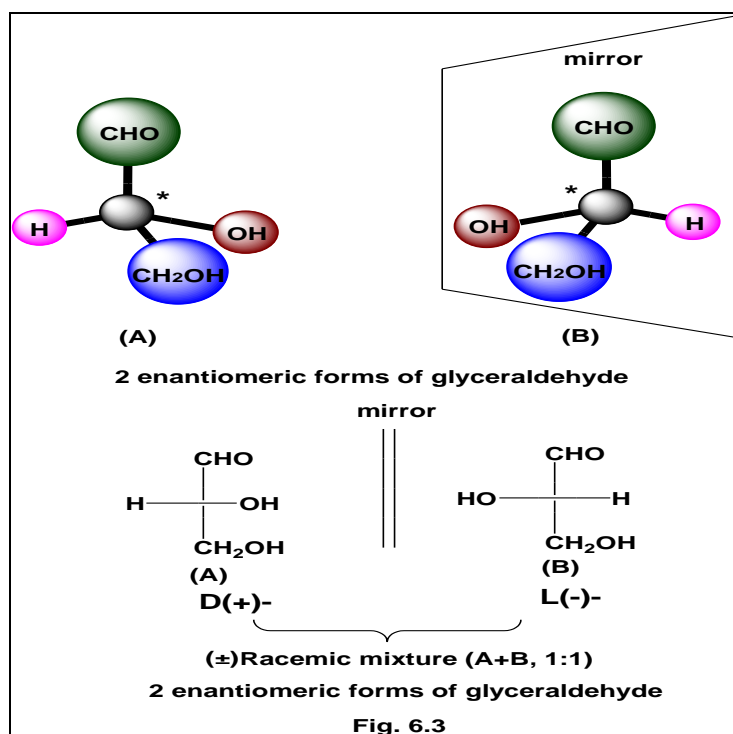 mirror
CHO CHO
* *
H OH OH H
CH₂OH CH₂OH
(A) (B)
2 enantiomeric forms of glyceraldehyde
mirror
CHO CHO
H OH HO H
CH₂OH CH₂OH
(A) (B)
D(+)- L(-)-
(±)Racemic mixture (A+B, 1:1)
2 enantiomeric forms of glyceraldehyde
Fig. 6.3